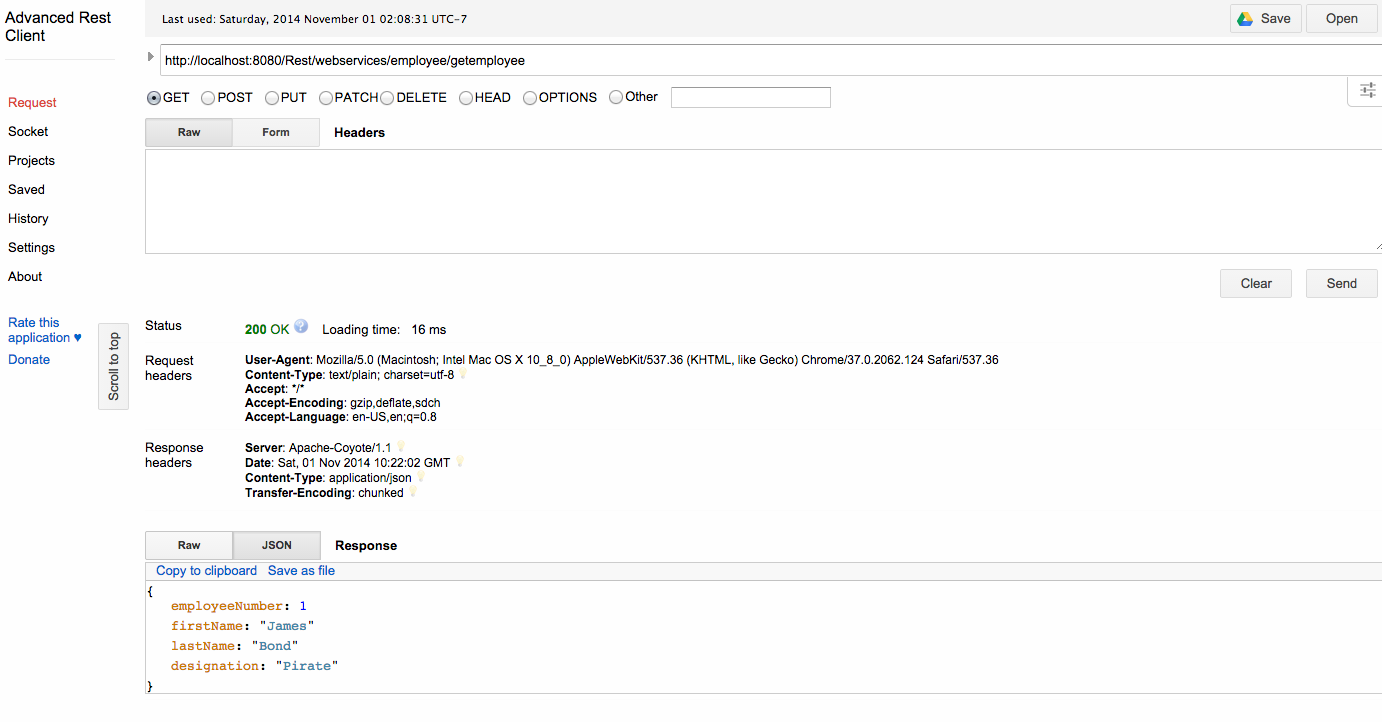 Advanced Rest
Client
Last used: Saturday, 2014 November 01 02:08:31 UTC-7
Save
Open
http://localhost:8080/Rest/webservices/employee/getemployee
GET POST PUT PATCH DELETE HEAD OPTIONS Other
Request
Socket
Projects
Saved
History
Settings
About
Rate this
application ♥
Donate
Scroll to top
Raw Form Headers
Clear Send
Status 200 OK ? Loading time: 16 ms
Request
headers
User-Agent: Mozilla/5.0 (Macintosh; Intel Mac OS X 10_8_0) AppleWebKit/537.36 (KHTML, like Gecko) Chrome/37.0.2062.124 Safari/537.36
Content-Type: text/plain; charset=utf-8
Accept: */*
Accept-Encoding: gzip,deflate,sdch
Accept-Language: en-US,en;q=0.8
Response
headers
Server: Apache-Coyote/1.1
Date: Sat, 01 Nov 2014 10:22:02 GMT
Content-Type: application/json
Transfer-Encoding: chunked
Raw JSON Response
Copy to clipboard Save as file
{
employeeNumber: 1
firstName: "James"
lastName: "Bond"
designation: "Pirate"
}